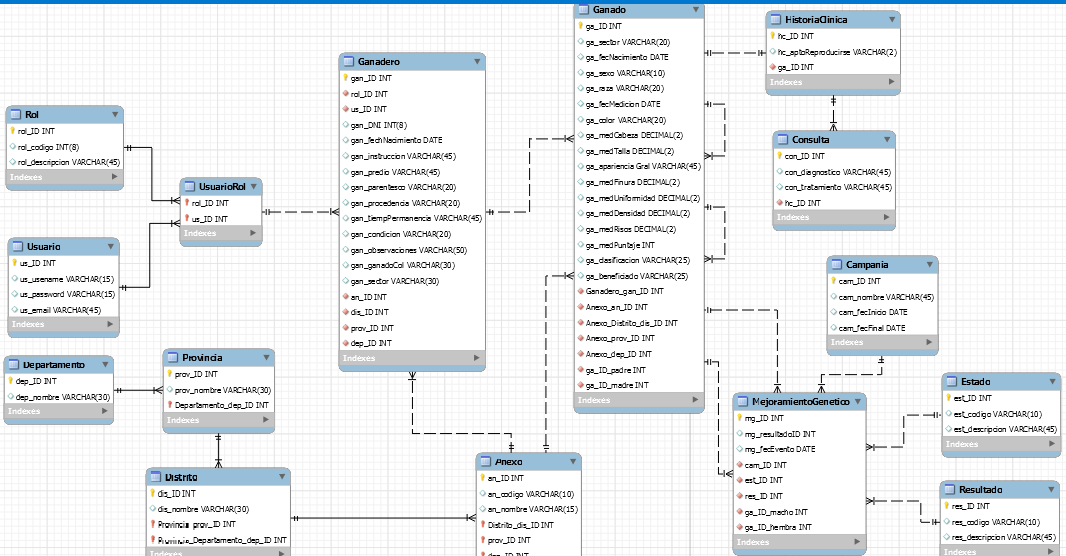 Rol
rol_ID INT
rol_codigo INT(8)
rol_descripcion VARCHAR(45)
Indexes
Usuario
us_ID INT
us_usename VARCHAR(15)
us_password VARCHAR(15)
us_email VARCHAR(45)
Indexes
UsuarioRol
rol_ID INT
us_ID INT
Indexes
Departamento
dep_ID INT
dep_nombre VARCHAR(30)
Indexes
Provincia
prov_ID INT
prov_nombre VARCHAR(30)
Departamento_dep_ID INT
Indexes
Distrito
dis_ID INT
dis_nombre VARCHAR(30)
Provincia_prov_ID INT
Provincia_Departamento_dep_ID INT
Indexes
Ganadero
gan_ID INT
rol_ID INT
us_ID INT
gan_DNI INT(8)
gan_fechNacimiento DATE
gan_instruccion VARCHAR(45)
gan_predio VARCHAR(45)
gan_parentesco VARCHAR(20)
gan_procedencia VARCHAR(20)
gan_tiempPermanencia VARCHAR(45)
gan_condicion VARCHAR(20)
gan_observaciones VARCHAR(50)
gan_ganadoCol VARCHAR(30)
gan_sector VARCHAR(30)
an_ID INT
dis_ID INT
prov_ID INT
dep_ID INT
Indexes
Anexo
an_ID INT
an_codigo VARCHAR(10)
an_nombre VARCHAR(15)
Distrito_dis_ID INT
prov_ID INT
dep_ID INT
Ganado
ga_ID INT
ga_sector VARCHAR(20)
ga_fecNacimiento DATE
ga_sexo VARCHAR(10)
ga_raza VARCHAR(20)
ga_fecMedicion DATE
ga_color VARCHAR(20)
ga_medCabeza DECIMAL(2)
ga_medTalla DECIMAL(2)
ga_apariencia Gral VARCHAR(45)
ga_medFinura DECIMAL(2)
ga_medUniformidad DECIMAL(2)
ga_medDensidad DECIMAL(2)
ga_medRisos DECIMAL(2)
ga_medPuntaje INT
ga_clasificacion VARCHAR(25)
ga_beneficiado VARCHAR(25)
Ganadero_gan_ID INT
Anexo_an_ID INT
Anexo_Distrito_dis_ID INT
Anexo_prov_ID INT
Anexo_dep_ID INT
ga_ID_padre INT
ga_ID_madre INT
Indexes
HistoriaClinica
hc_ID INT
hc_aptoReproducirse VARCHAR(2)
ga_ID INT
Indexes
Consulta
con_ID INT
con_diagnostico VARCHAR(45)
con_tratamiento VARCHAR(45)
hc_ID INT
Indexes
Campania
cam_ID INT
cam_nombre VARCHAR(45)
cam_fecInicio DATE
cam_fecFinal DATE
Indexes
MejoramientoGenetico
mg_ID INT
mg_resultadoID INT
mg_fecEvento DATE
cam_ID INT
est_ID INT
res_ID INT
ga_ID_macho INT
ga_ID_hembra INT
Indexes
Estado
est_ID INT
est_codigo VARCHAR(10)
est_descripcion VARCHAR(45)
Indexes
Resultado
res_ID INT
res_codigo VARCHAR(10)
res_descripcion VARCHAR(45)
Indexes